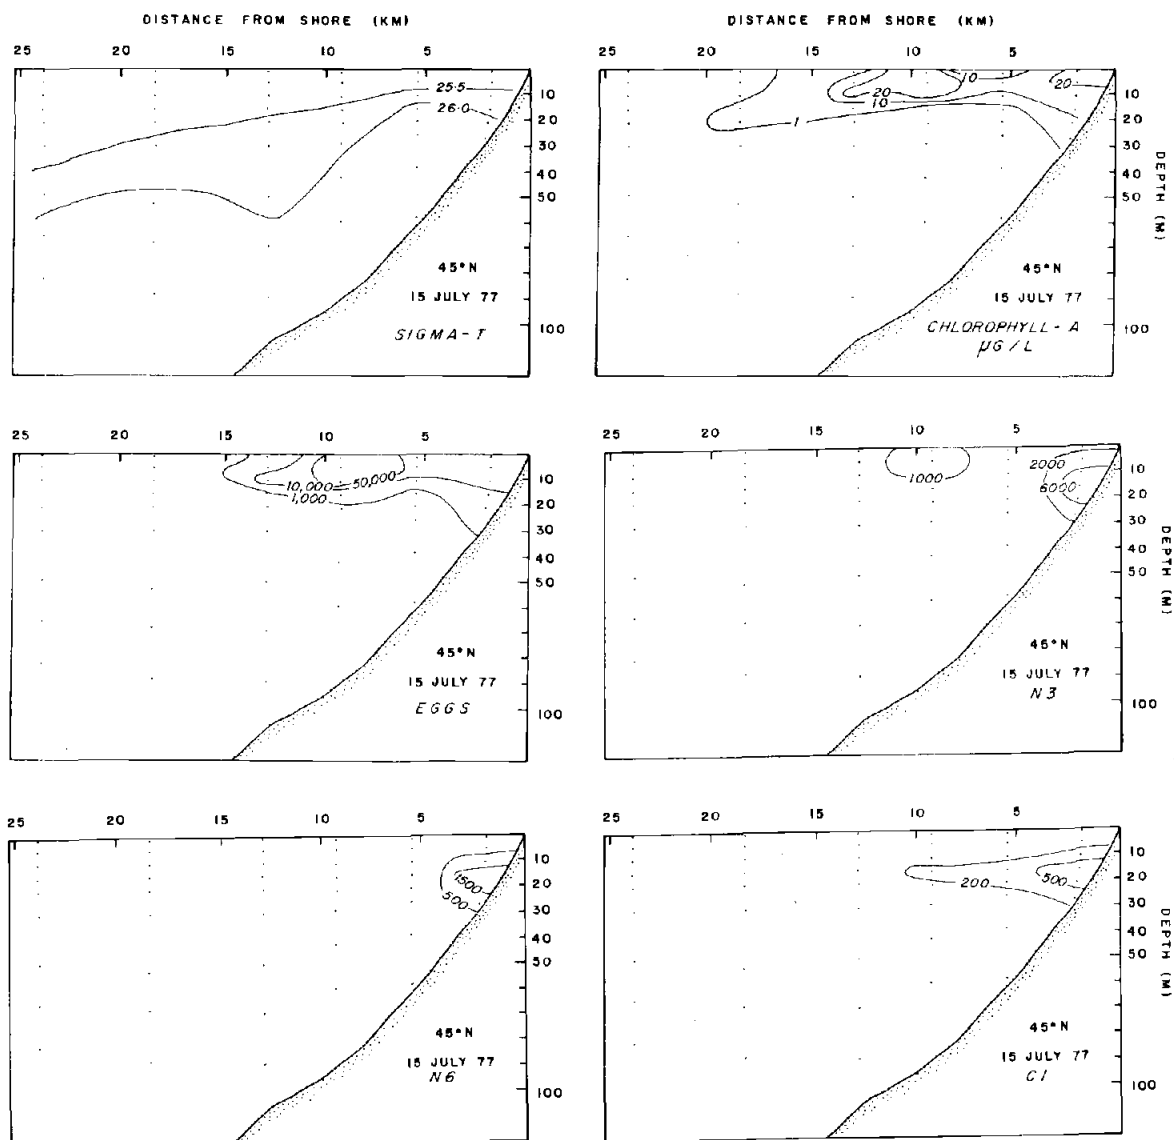 DISTANCE FROM SHORE (KM)
25 20 15 10 5
25.5
26.0
10
20
30
40
50
100
45°N
15 JULY 77
SIGMA-T
DISTANCE FROM SHORE (KM)
25 20 15 10 5
10
20
20
10
1
10
20
30
40
50
100
DEPTH (M)
45°N
15 JULY 77
CHLOROPHYLL-A
µG/L
25 20 15 10 5
10,000
50,000
1,000
10
20
30
40
50
100
45°N
15 JULY 77
EGGS
25 20 15 10 5
1000
2000
6000
10
20
30
40
50
100
DEPTH (M)
45°N
15 JULY 77
N3
25 20 15 10 5
1500
500
10
20
30
40
50
100
45°N
15 JULY 77
N6
25 20 15 10 5
200
500
10
20
30
40
50
100
DEPTH (M)
45°N
15 JULY 77
C1